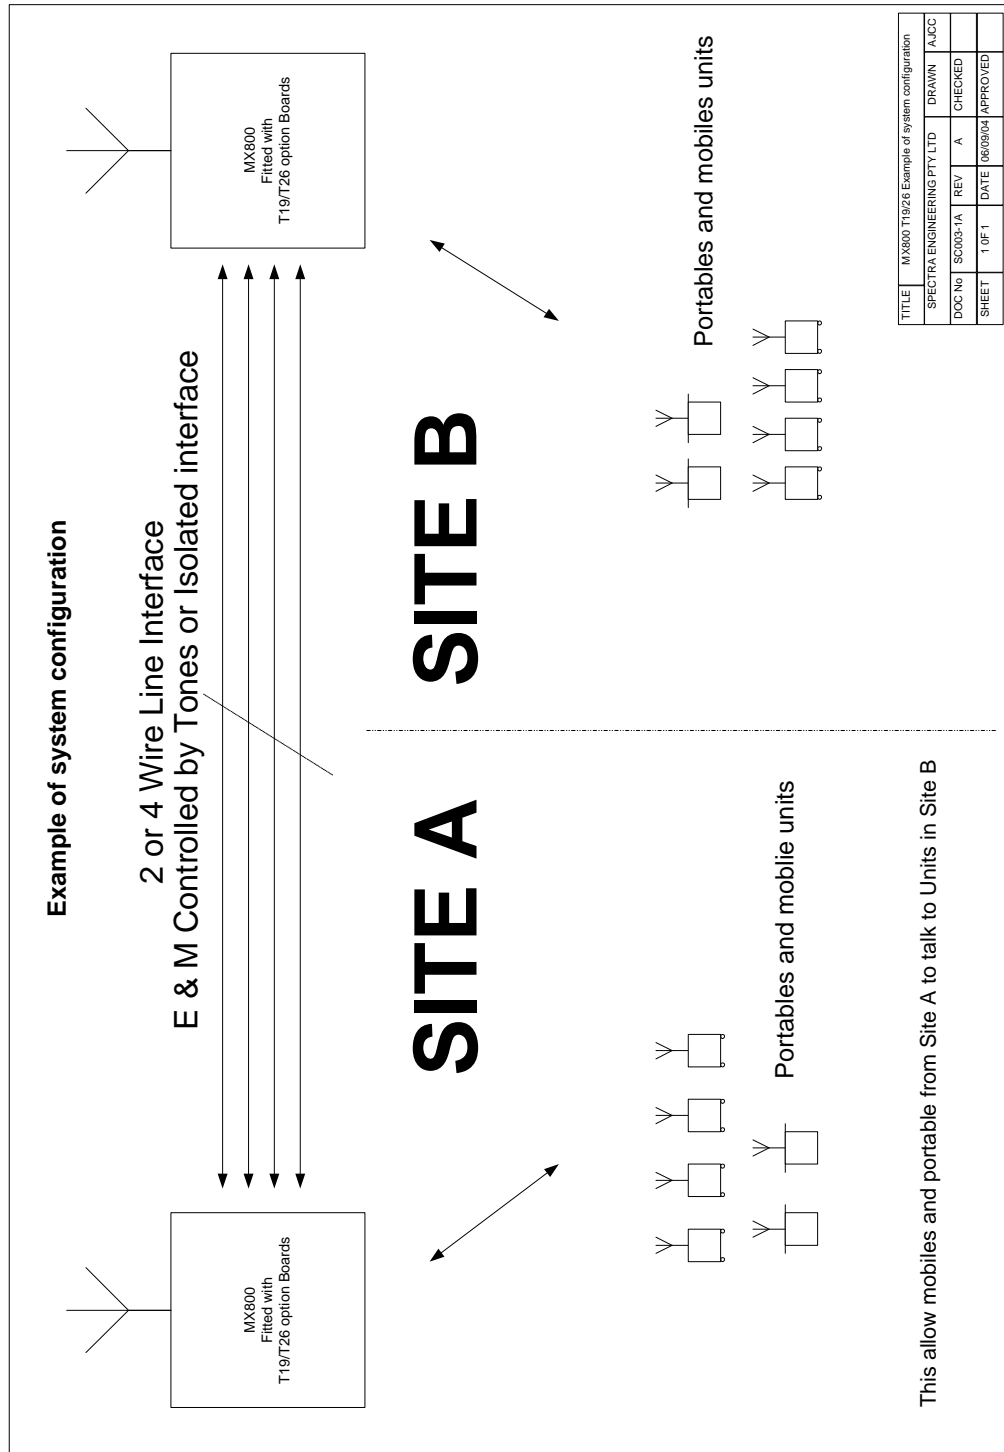 Example of system configuration
2 or 4 Wire Line Interface
E & M Controlled by Tones or Isolated interface
MX800
Fitted with
T19/T26 option Boards
MX800
Fitted with
T19/T26 option Boards
SITE A
SITE B
Portables and moblie units
Portables and mobiles units
This allow mobiles and portable from Site A to talk to Units in Site B
TITLE MX800 T19/26 Example of system configuration
SPECTRA ENGINEERING PTY LTD DRAWN AJCC
DOC No SC003-1A REV A CHECKED
SHEET 1 OF 1 DATE 06/09/04 APPROVED